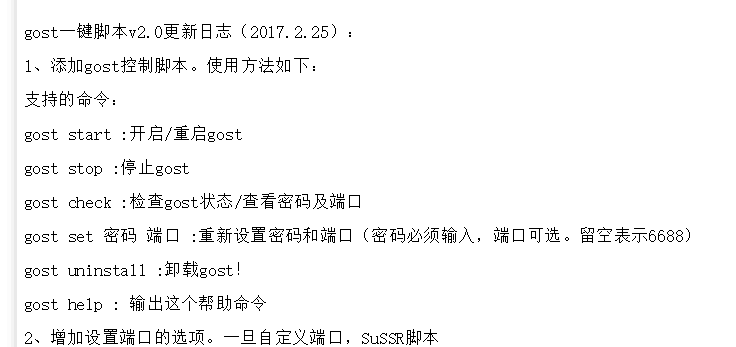 gost一键脚本v2.0更新日志（2017.2.25）：
1、添加gost控制脚本。使用方法如下：
支持的命令：
gost start :开启/重启gost
gost stop :停止gost
gost check :检查gost状态/查看密码及端口
gost set 密码 端口 :重新设置密码和端口（密码必须输入，端口可选。留空表示6688）
gost uninstall :卸载gost！
gost help : 输出这个帮助命令
2、增加设置端口的选项。一旦自定义端口，SuSSR脚本